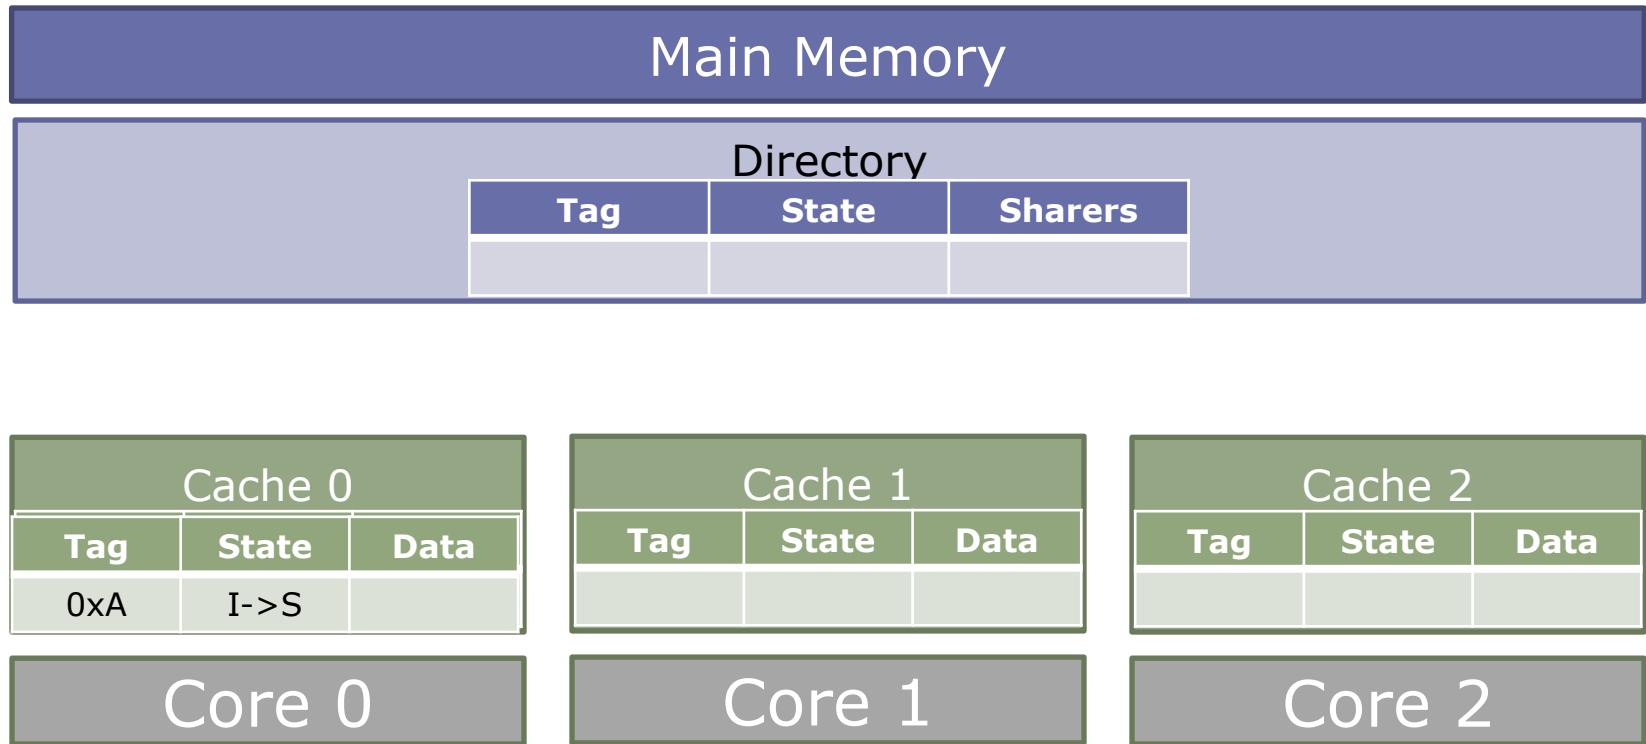 Main Memory
Directory
Tag State Sharers
Cache 0 Cache 1 Cache 2
Tag State Data Tag State Data Tag State Data
0xA I->S
Core 0 Core 1 Core 2